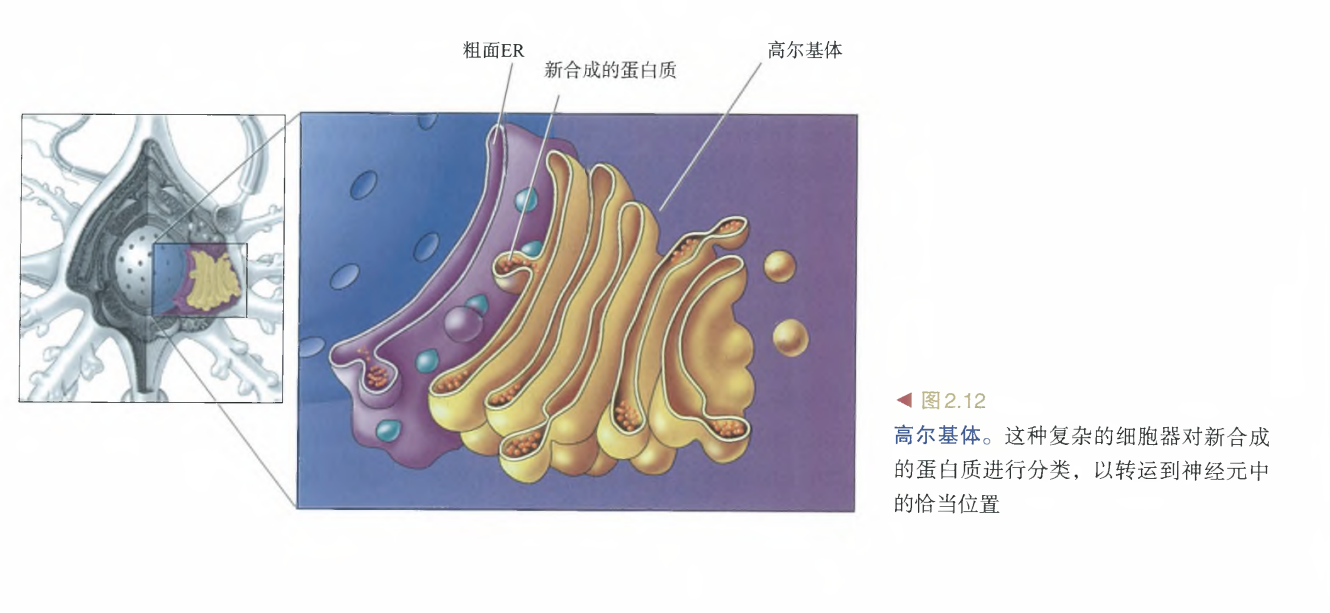 粗面ER
新合成的蛋白质
高尔基体
◀ 图2.12
高尔基体。这种复杂的细胞器对新合成
的蛋白质进行分类，以转运到神经元中
的恰当位置